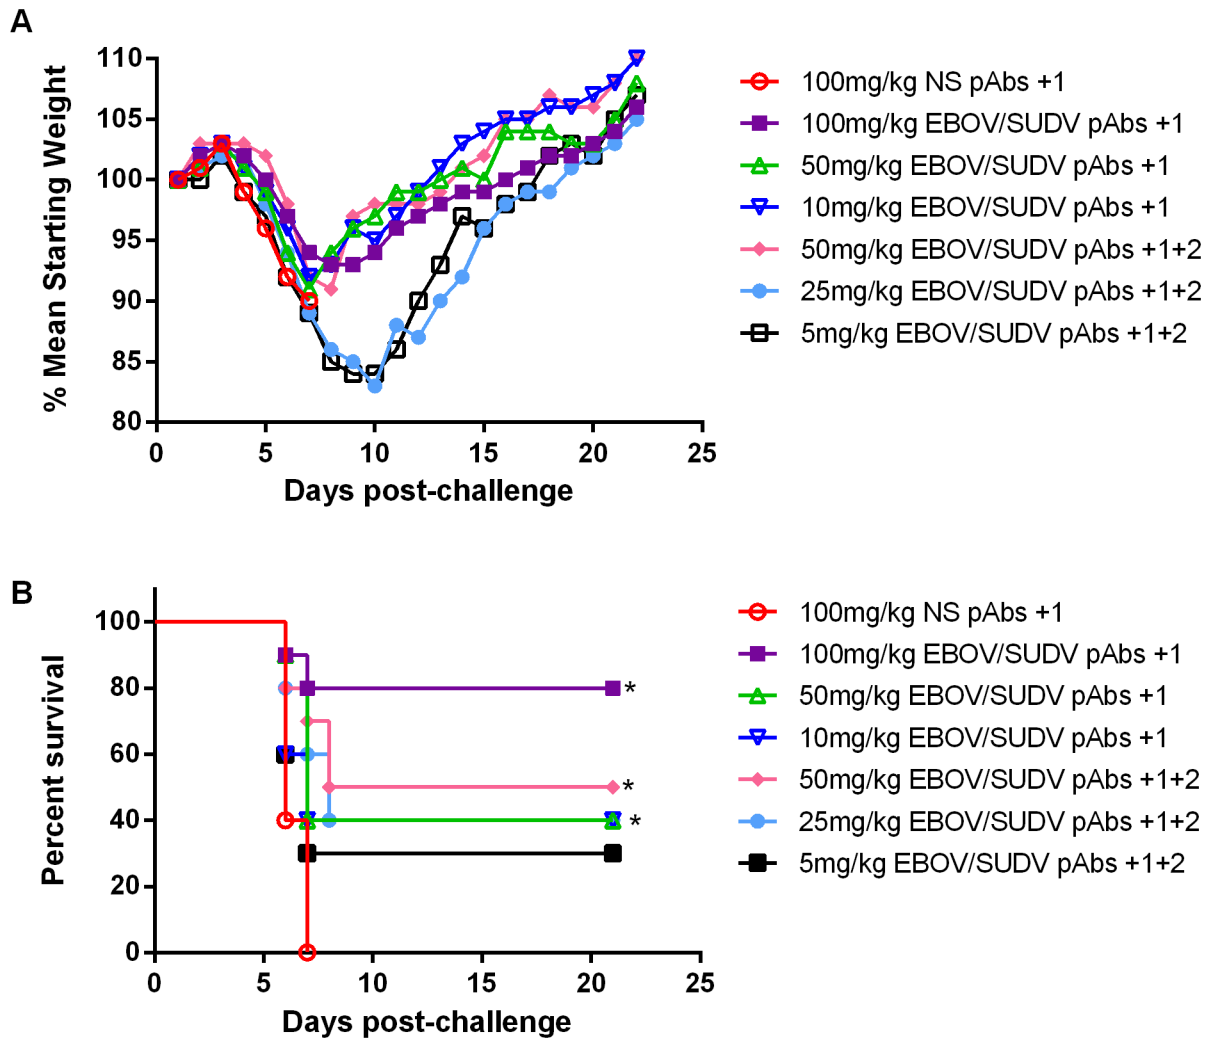 A
110
105
100
95
90
85
80
% Mean Starting Weight
0 5 10 15 20 25
Days post-challenge
100mg/kg NS pAbs +1
100mg/kg EBOV/SUDV pAbs +1
50mg/kg EBOV/SUDV pAbs +1
10mg/kg EBOV/SUDV pAbs +1
50mg/kg EBOV/SUDV pAbs +1+2
25mg/kg EBOV/SUDV pAbs +1+2
5mg/kg EBOV/SUDV pAbs +1+2
B
100
80
60
40
20
0
Percent survival
*
*
*
0 5 10 15 20 25
Days post-challenge
100mg/kg NS pAbs +1
100mg/kg EBOV/SUDV pAbs +1
50mg/kg EBOV/SUDV pAbs +1
10mg/kg EBOV/SUDV pAbs +1
50mg/kg EBOV/SUDV pAbs +1+2
25mg/kg EBOV/SUDV pAbs +1+2
5mg/kg EBOV/SUDV pAbs +1+2